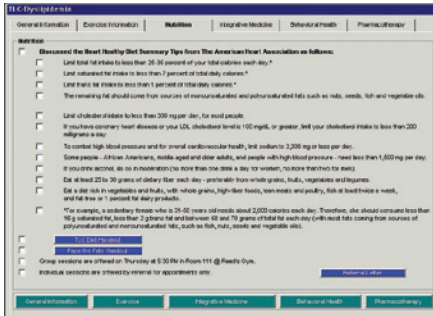 TLC-Dyslipidemia
General Information Exercise Information Nutrition Integrative Medicine Behavioral Health Pharmacotherapy
Nutrition
Discussed the Heart Healthy Diet Summary Tips from The American Heart Association as follows:
Limit total fat intake to less than 25-35 percent of your total calories each day.*
Limit saturated fat intake to less than 7 percent of total daily calories.*
Limit trans fat intake to less than 1 percent of total daily calories.*
The remaining fat should come from sources of monounsaturated and polyunsaturated fats such as nuts, seeds, fish and vegetable oils.
Limit cholesterol intake to less than 300 mg per day, for most people.
If you have coronary heart disease or your LDL cholesterol level is 100 mg/dL or greater, limit your cholesterol intake to less than 200
milligrams a day.
To combat high blood pressure and for overall cardiovascular health, limit sodium to 2,300 mg or less per day.
Some people - African Americans, middle-aged and older adults, and people with high blood pressure - need less than 1,500 mg per day.
If you drink alcohol, do so in moderation (no more than one drink a day for women, no more than two for men).
Eat at least 25 to 30 grams of dietary fiber each day - preferably from whole grains, fruits, vegetables and legumes.
Eat a diet rich in vegetables and fruits, with whole grains, high-fiber foods, lean meats and poultry, fish at least twice a week,
and fat-free or 1 percent fat dairy products.
*For example, a sedentary female who is 31-50 years old needs about 2,000 calories each day. Therefore, she should consume less than
16 g saturated fat, less than 2 grams trans fat and between 50 and 70 grams of total fat each day (with most fats coming from sources of
polyunsaturated and monounsaturated fats, such as fish, nuts, seeds and vegetable oils).
TLC Diet Handout
Face the Fats Handout
Group sessions are offered on Thursday at 5:30 PM in Room 111 @ Reed's Gym.
Individual sessions are offered by referral for appointments only. Referral Letter
General Information Exercise Integrative Medicine Behavioral Health Pharmacotherapy